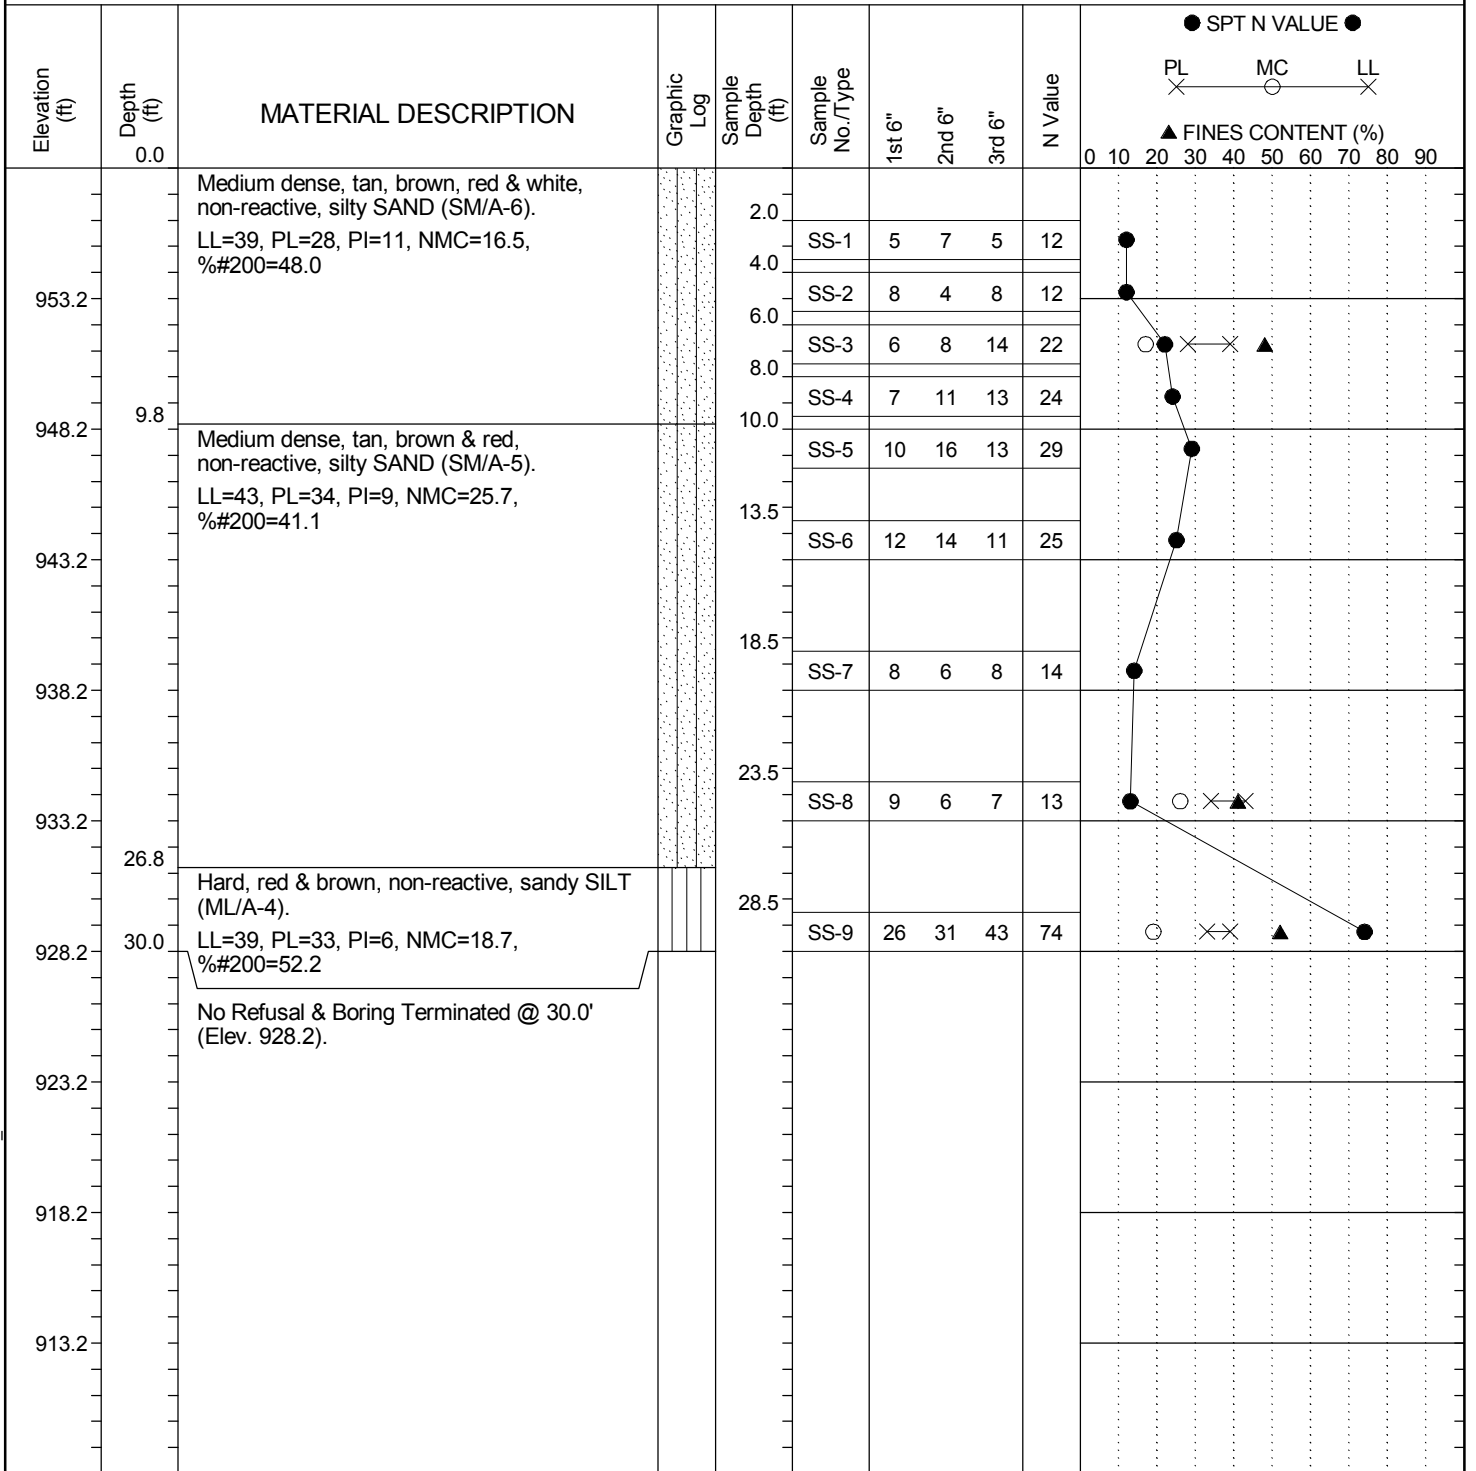 ● SPT N VALUE ●
PL MC LL
▲ FINES CONTENT (%)
0 10 20 30 40 50 60 70 80 90
Elevation
(ft)
Depth
(ft)
0.0
MATERIAL DESCRIPTION
Graphic
Log
Sample
Depth
(ft)
Sample
No./Type
1st 6"
2nd 6"
3rd 6"
N Value
Medium dense, tan, brown, red & white,
non-reactive, silty SAND (SM/A-6).
LL=39, PL=28, PI=11, NMC=16.5,
%#200=48.0
2.0
SS-1 5 7 5 12
4.0
953.2 SS-2 8 4 8 12
6.0
SS-3 6 8 14 22
8.0
SS-4 7 11 13 24
9.8
10.0
948.2
Medium dense, tan, brown & red,
non-reactive, silty SAND (SM/A-5).
LL=43, PL=34, PI=9, NMC=25.7,
%#200=41.1
SS-5 10 16 13 29
13.5
SS-6 12 14 11 25
943.2
18.5
SS-7 8 6 8 14
938.2
23.5
SS-8 9 6 7 13
933.2
26.8
Hard, red & brown, non-reactive, sandy SILT
(ML/A-4).
LL=39, PL=33, PI=6, NMC=18.7,
%#200=52.2
28.5
SS-9 26 31 43 74
30.0
928.2
No Refusal & Boring Terminated @ 30.0'
(Elev. 928.2).
923.2
918.2
913.2